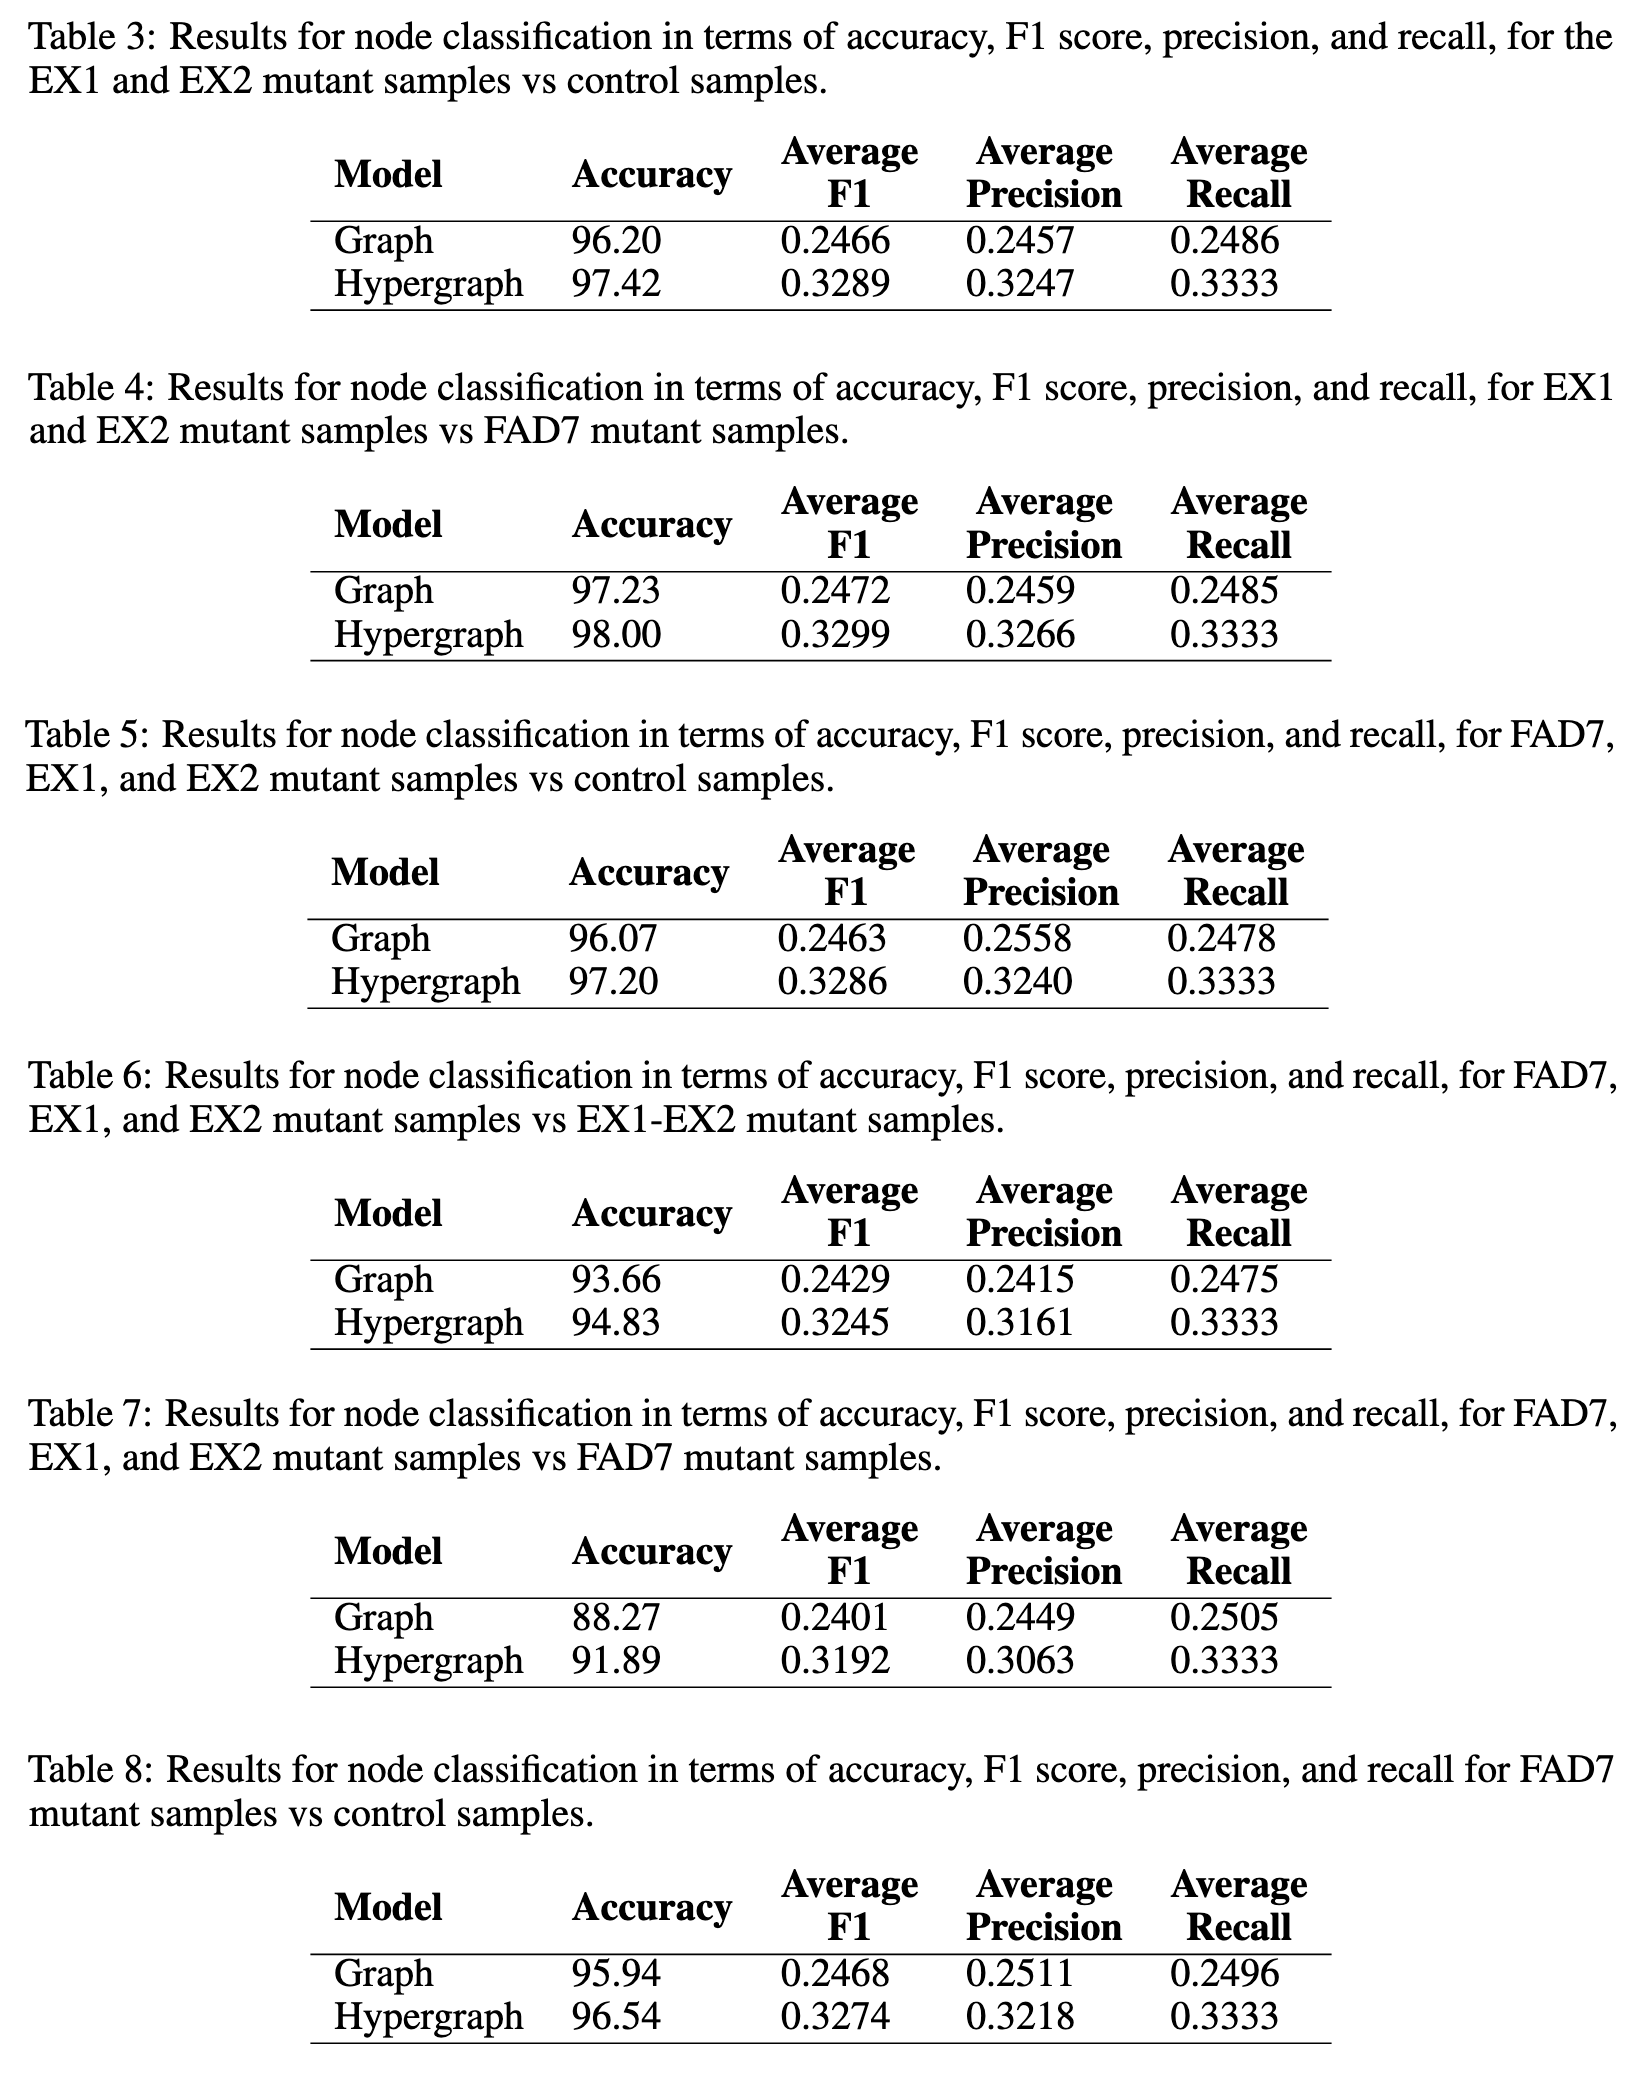 Table 3: Results for node classification in terms of accuracy, F1 score, precision, and recall, for the
EX1 and EX2 mutant samples vs control samples.
Model Accuracy Average F1 Average Precision Average Recall
Graph 96.20 0.2466 0.2457 0.2486
Hypergraph 97.42 0.3289 0.3247 0.3333
Table 4: Results for node classification in terms of accuracy, F1 score, precision, and recall, for EX1
and EX2 mutant samples vs FAD7 mutant samples.
Model Accuracy Average F1 Average Precision Average Recall
Graph 97.23 0.2472 0.2459 0.2485
Hypergraph 98.00 0.3299 0.3266 0.3333
Table 5: Results for node classification in terms of accuracy, F1 score, precision, and recall, for FAD7,
EX1, and EX2 mutant samples vs control samples.
Model Accuracy Average F1 Average Precision Average Recall
Graph 96.07 0.2463 0.2558 0.2478
Hypergraph 97.20 0.3286 0.3240 0.3333
Table 6: Results for node classification in terms of accuracy, F1 score, precision, and recall, for FAD7,
EX1, and EX2 mutant samples vs EX1-EX2 mutant samples.
Model Accuracy Average F1 Average Precision Average Recall
Graph 93.66 0.2429 0.2415 0.2475
Hypergraph 94.83 0.3245 0.3161 0.3333
Table 7: Results for node classification in terms of accuracy, F1 score, precision, and recall, for FAD7,
EX1, and EX2 mutant samples vs FAD7 mutant samples.
Model Accuracy Average F1 Average Precision Average Recall
Graph 88.27 0.2401 0.2449 0.2505
Hypergraph 91.89 0.3192 0.3063 0.3333
Table 8: Results for node classification in terms of accuracy, F1 score, precision, and recall for FAD7
mutant samples vs control samples.
Model Accuracy Average F1 Average Precision Average Recall
Graph 95.94 0.2468 0.2511 0.2496
Hypergraph 96.54 0.3274 0.3218 0.3333